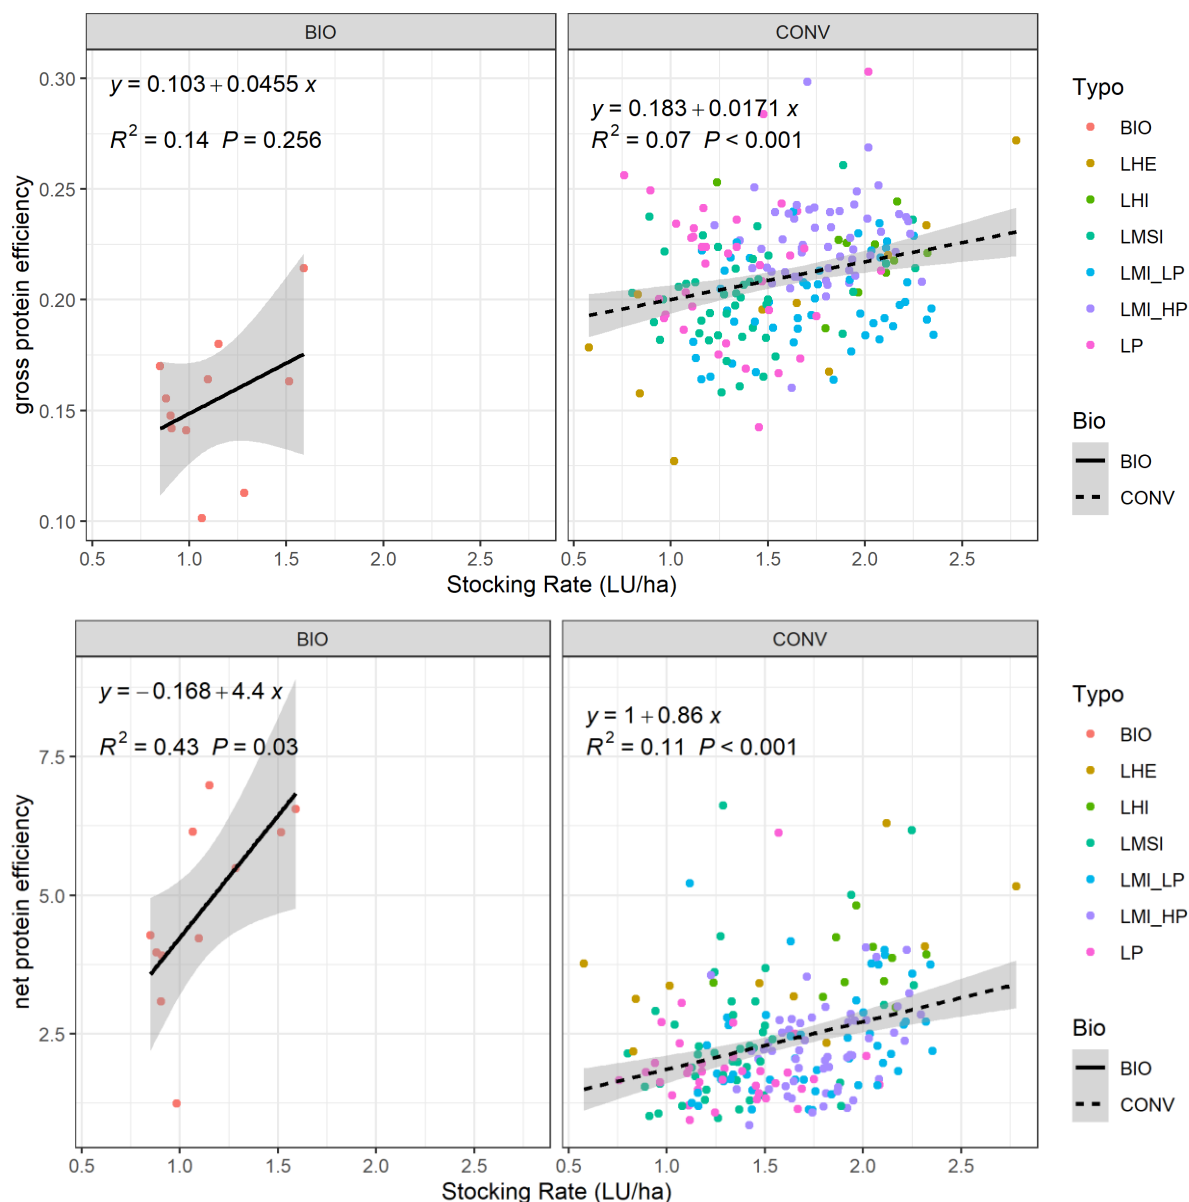 BIO
CONV
y = 0.103 + 0.0455 x
R² = 0.14 P = 0.256
y = 0.183 + 0.0171 x
R² = 0.07 P < 0.001
0.30
0.25
0.20
0.15
0.10
gross protein efficiency
0.5 1.0 1.5 2.0 2.5
0.5 1.0 1.5 2.0 2.5
Stocking Rate (LU/ha)
Typo
BIO
LHE
LHI
LMSI
LMI_LP
LMI_HP
LP
Bio
BIO
CONV
BIO
CONV
y = −0.168 + 4.4 x
R² = 0.43 P = 0.03
y = 1 + 0.86 x
R² = 0.11 P < 0.001
7.5
5.0
2.5
net protein efficiency
0.5 1.0 1.5 2.0 2.5
0.5 1.0 1.5 2.0 2.5
Stocking Rate (LU/ha)
Typo
BIO
LHE
LHI
LMSI
LMI_LP
LMI_HP
LP
Bio
BIO
CONV